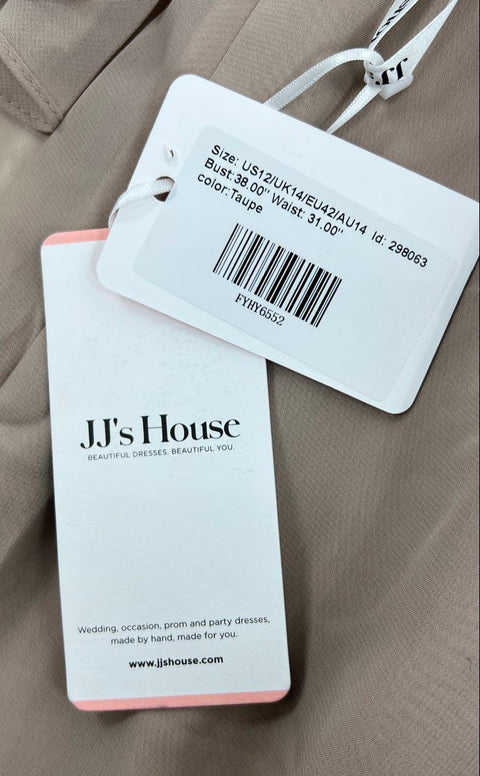 JJ
Size: US12/UK14/EU42/AU14 Id: 298063
Bust:38.00'' Waist: 31.00''
color:Taupe
FYHY6552
JJ's House
BEAUTIFUL DRESSES. BEAUTIFUL YOU.
Wedding, occasion, prom and party dresses,
made by hand, made for you.
www.jjshouse.com